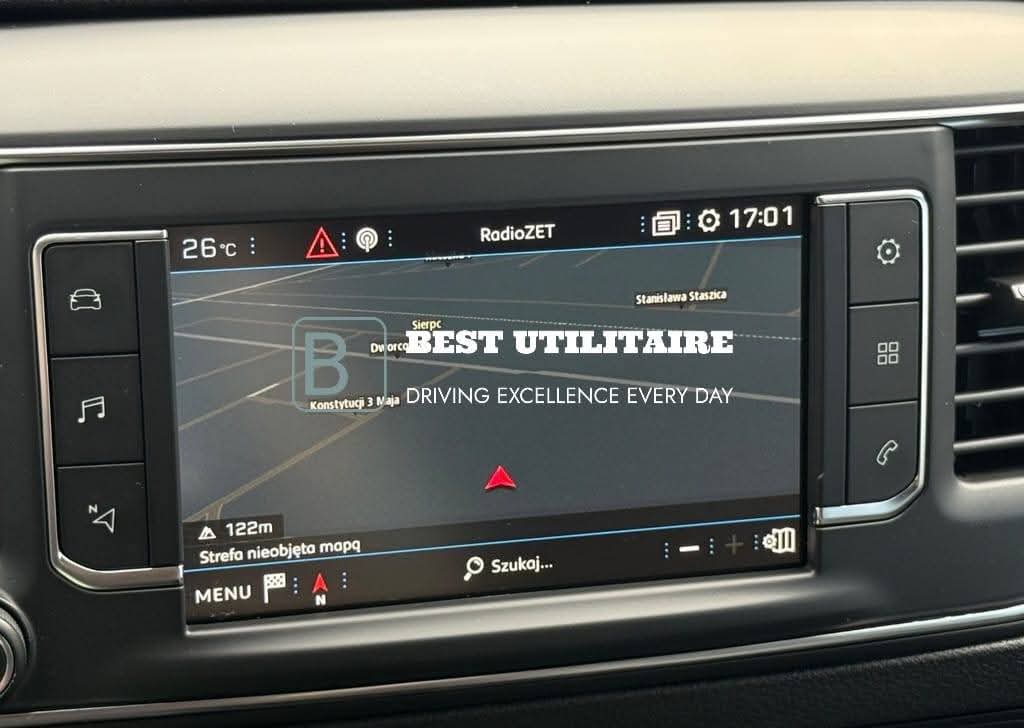 26°C
RadioZET
17:01
Stanisława Staszica
Sierpc
Dworco
B
BEST UTILITAIRE
Konstytucji 3 Maja
DRIVING EXCELLENCE EVERY DAY
N
122m
Strefa nieobjęta mapą
MENU
N
Szukaj...